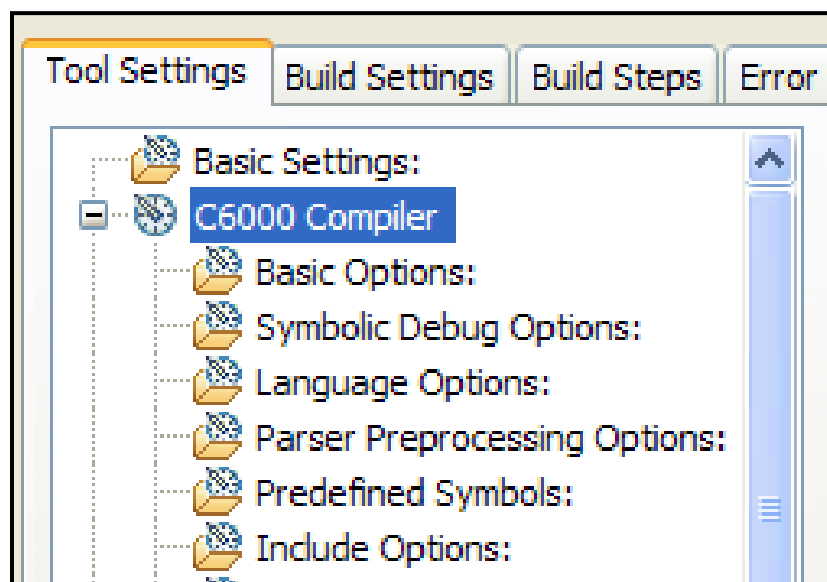 Tool Settings Build Settings Build Steps Error
Basic Settings:
C6000 Compiler
Basic Options:
Symbolic Debug Options:
Language Options:
Parser Preprocessing Options:
Predefined Symbols:
Include Options: